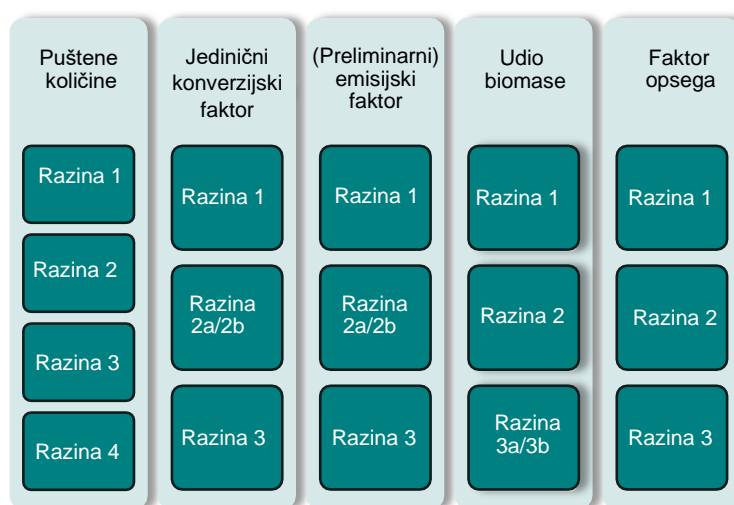 Puštene
količine
Razina 1
Razina 2
Razina 3
Razina 4
Jedinični
konverzijski
faktor
Razina 1
Razina
2a/2b
Razina 3
(Preliminarni)
emisijski
faktor
Razina 1
Razina
2a/2b
Razina 3
Udio
biomase
Razina 1
Razina 2
Razina
3a/3b
Faktor
opsega
Razina 1
Razina 2
Razina 3